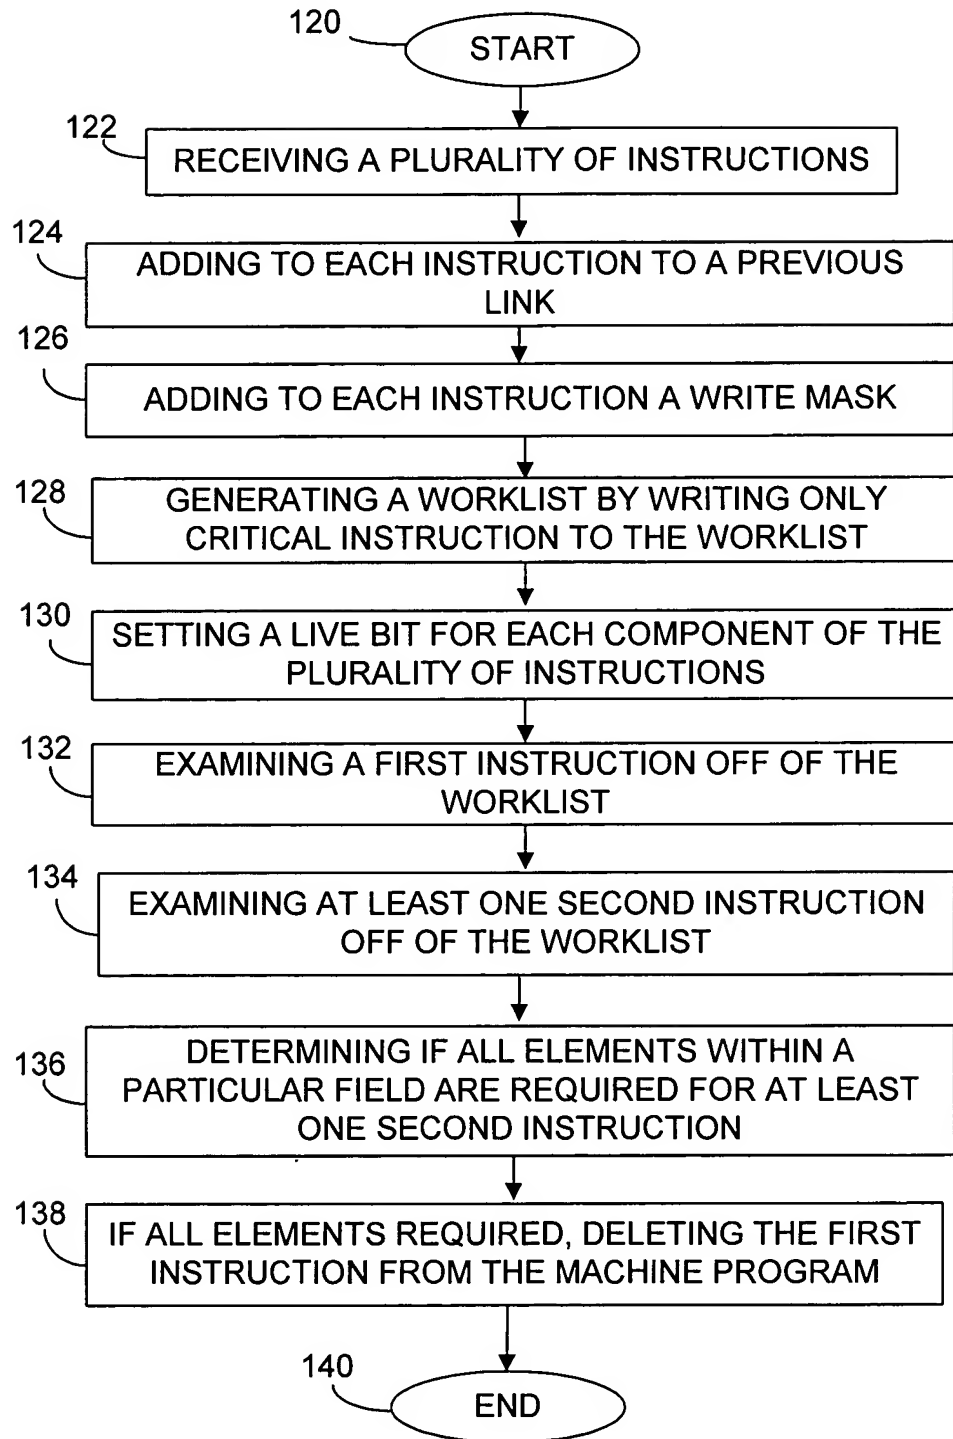 120
START
122
RECEIVING A PLURALITY OF INSTRUCTIONS
124
ADDING TO EACH INSTRUCTION TO A PREVIOUS
LINK
126
ADDING TO EACH INSTRUCTION A WRITE MASK
128
GENERATING A WORKLIST BY WRITING ONLY
CRITICAL INSTRUCTION TO THE WORKLIST
130
SETTING A LIVE BIT FOR EACH COMPONENT OF THE
PLURALITY OF INSTRUCTIONS
132
EXAMINING A FIRST INSTRUCTION OFF OF THE
WORKLIST
134
EXAMINING AT LEAST ONE SECOND INSTRUCTION
OFF OF THE WORKLIST
136
DETERMINING IF ALL ELEMENTS WITHIN A
PARTICULAR FIELD ARE REQUIRED FOR AT LEAST
ONE SECOND INSTRUCTION
138
IF ALL ELEMENTS REQUIRED, DELETING THE FIRST
INSTRUCTION FROM THE MACHINE PROGRAM
140
END